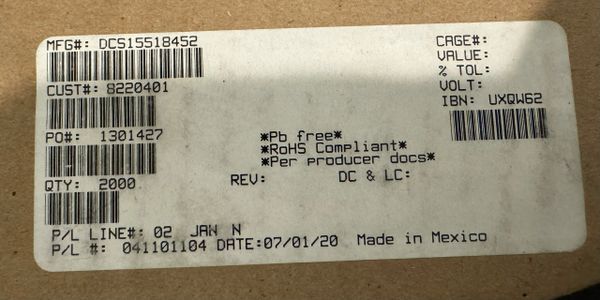 MFG#: DCS15518452
CUST#: 8220401
PO#: 1301427
QTY: 2000
CAGE#:
VALUE:
% TOL:
VOLT:
IBN: UXQW62
*Pb free*
*RoHS Compliant*
*Per producer docs*
REV: DC & LC:
P/L LINE#: 02 JAN N
P/L #: 041101104 DATE:07/01/20 Made in Mexico